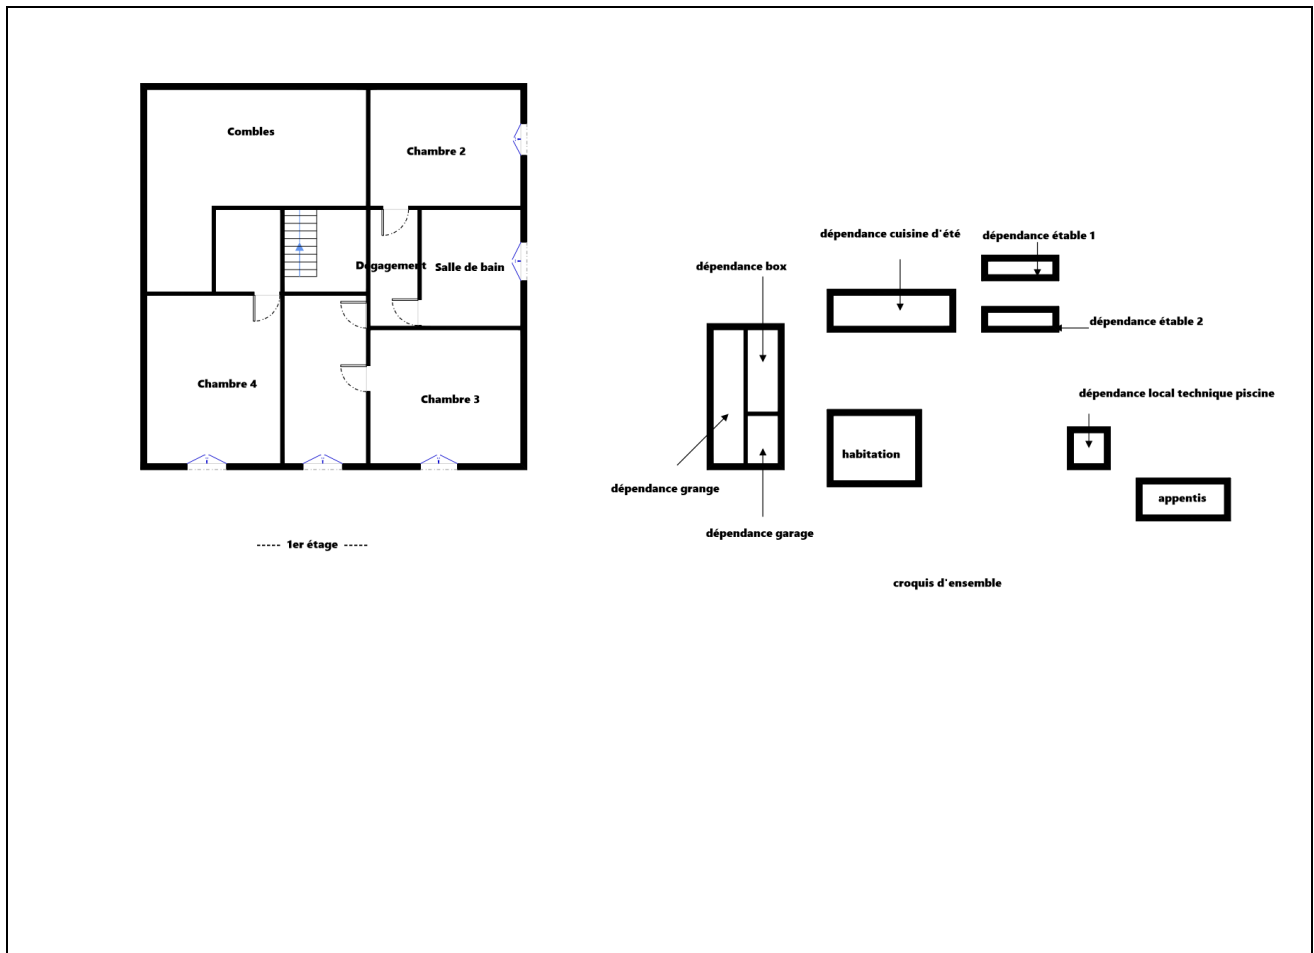 Combles
Chambre 2
Dégagement
Salle de bain
Chambre 4
Chambre 3
----- 1er étage -----
dépendance cuisine d'été
dépendance étable 1
dépendance box
dépendance étable 2
dépendance local technique piscine
habitation
dépendance grange
appentis
dépendance garage
croquis d'ensemble